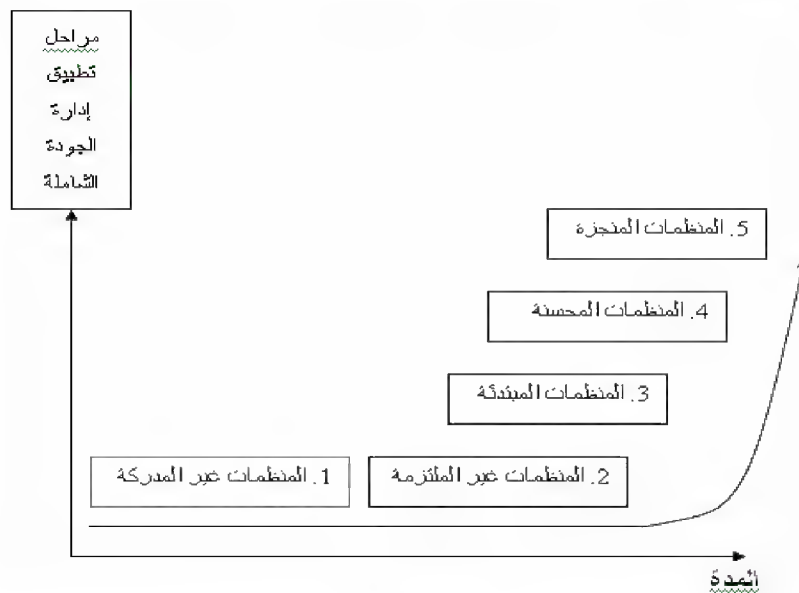 مراحل
تطبيق
إدارة
الجودة
الشاملة
5. المنظمات المنجزة
4. المنظمات المحسنة
3. المنظمات المبتدئة
2. المنظمات غير الملتزمة
1. المنظمات غير المدركة
المدة